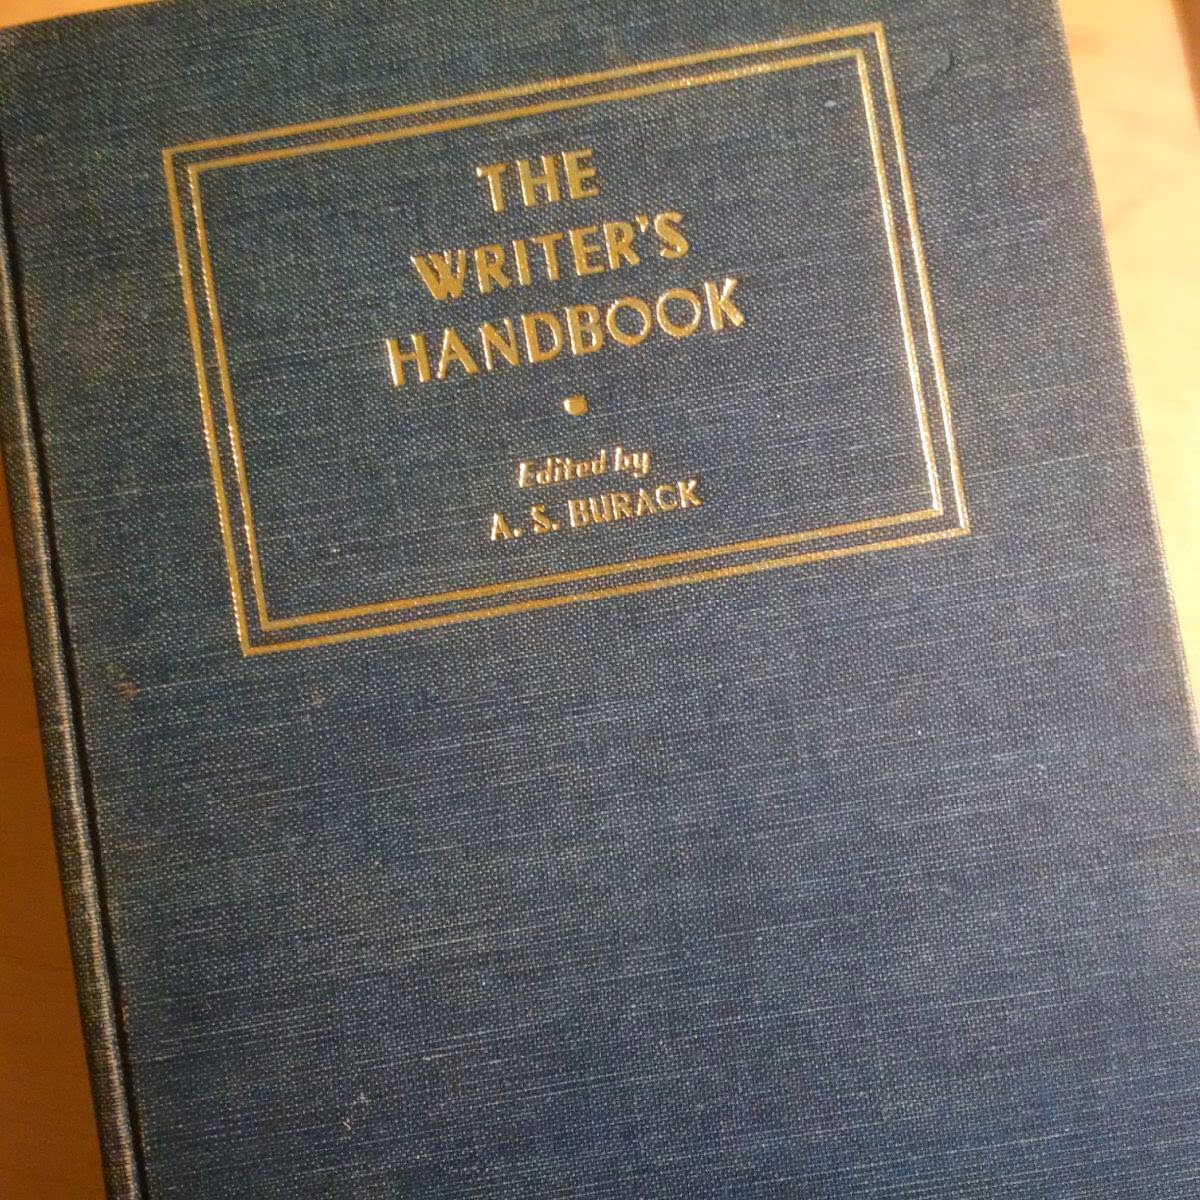 THE
WRITER'S
HANDBOOK
•
Edited by
A. S. BURACK